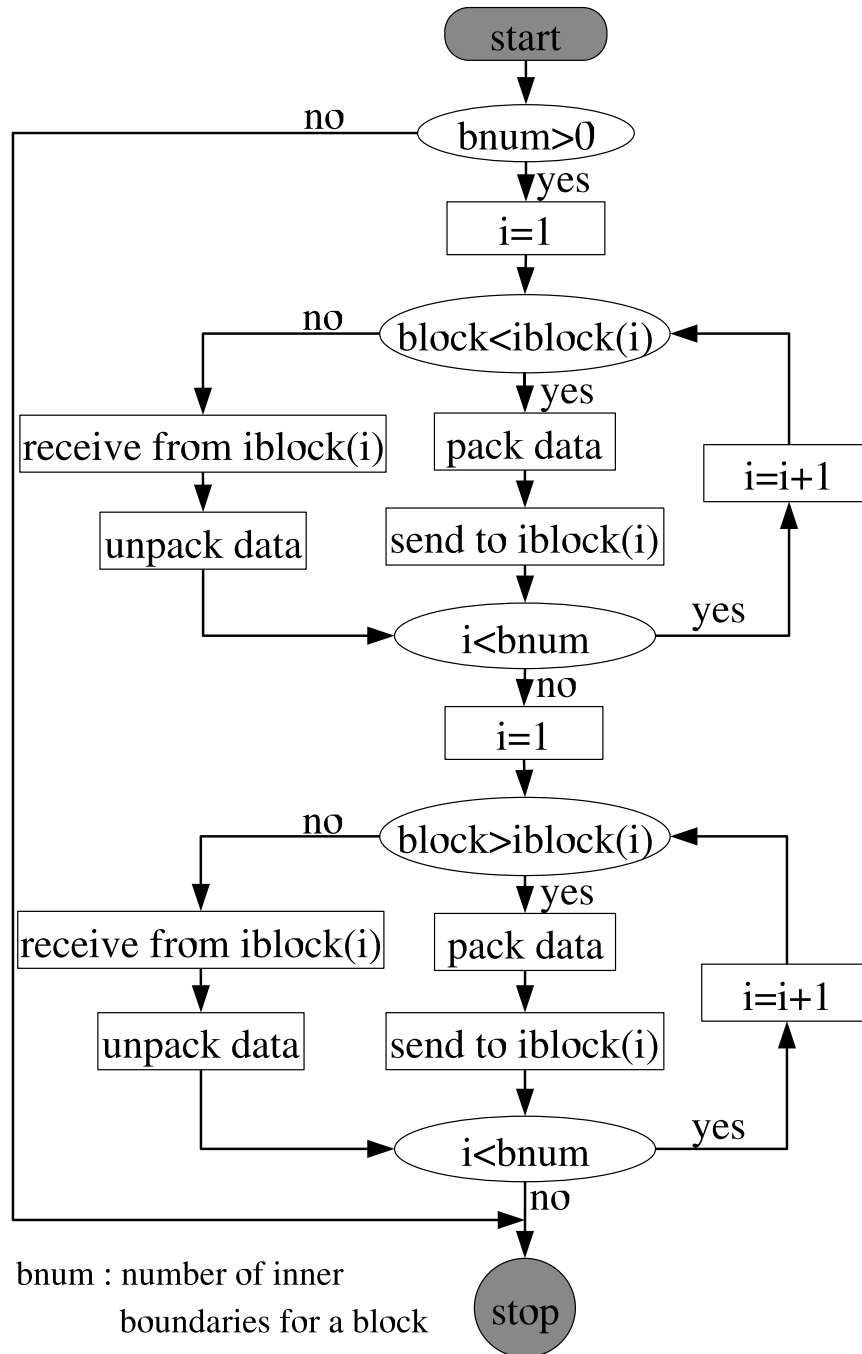 start
no
bnum>0
yes
i=1
no
block<iblock(i)
yes
receive from iblock(i)
pack data
i=i+1
unpack data
send to iblock(i)
i<bnum
yes
no
i=1
no
block>iblock(i)
yes
receive from iblock(i)
pack data
i=i+1
unpack data
send to iblock(i)
i<bnum
yes
no
bnum : number of inner
boundaries for a block
stop